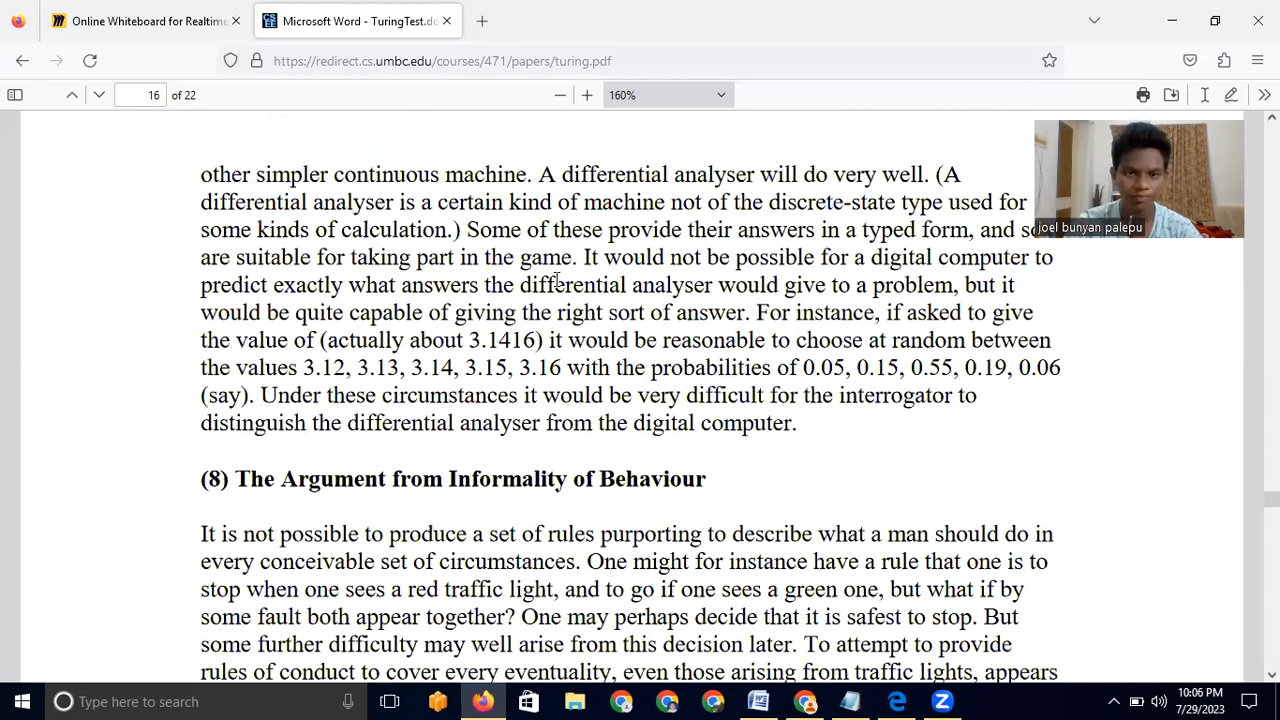 Online Whiteboard for Realtime
Microsoft Word - TuringTest.do
https://redirect.cs.umbc.edu/courses/471/papers/turing.pdf
16 of 22
160%
other simpler continuous machine. A differential analyser will do very well. (A
differential analyser is a certain kind of machine not of the discrete-state type used for
some kinds of calculation.) Some of these provide their answers in a typed form, and so
are suitable for taking part in the game. It would not be possible for a digital computer to
predict exactly what answers the differential analyser would give to a problem, but it
would be quite capable of giving the right sort of answer. For instance, if asked to give
the value of (actually about 3.1416) it would be reasonable to choose at random between
the values 3.12, 3.13, 3.14, 3.15, 3.16 with the probabilities of 0.05, 0.15, 0.55, 0.19, 0.06
(say). Under these circumstances it would be very difficult for the interrogator to
distinguish the differential analyser from the digital computer.
(8) The Argument from Informality of Behaviour
It is not possible to produce a set of rules purporting to describe what a man should do in
every conceivable set of circumstances. One might for instance have a rule that one is to
stop when one sees a red traffic light, and to go if one sees a green one, but what if by
some fault both appear together? One may perhaps decide that it is safest to stop. But
some further difficulty may well arise from this decision later. To attempt to provide
rules of conduct to cover every eventuality, even those arising from traffic lights, appears
joel bunyan palepu
Type here to search
10:06 PM
7/29/2023